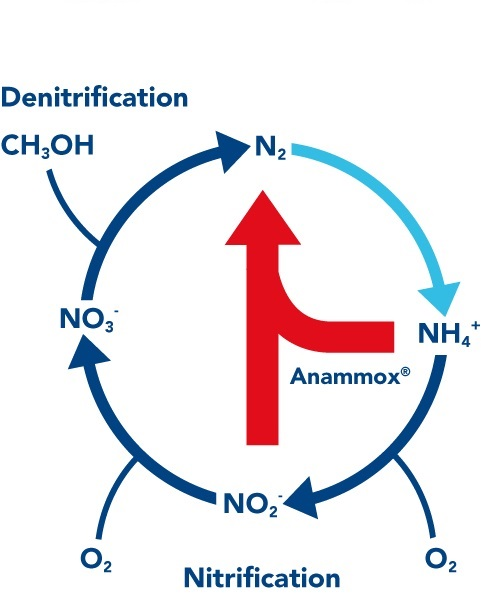 Denitrification
CH₃OH
N₂
NO₃⁻
NH₄⁺
Anammox®
NO₂⁻
O₂
O₂
Nitrification